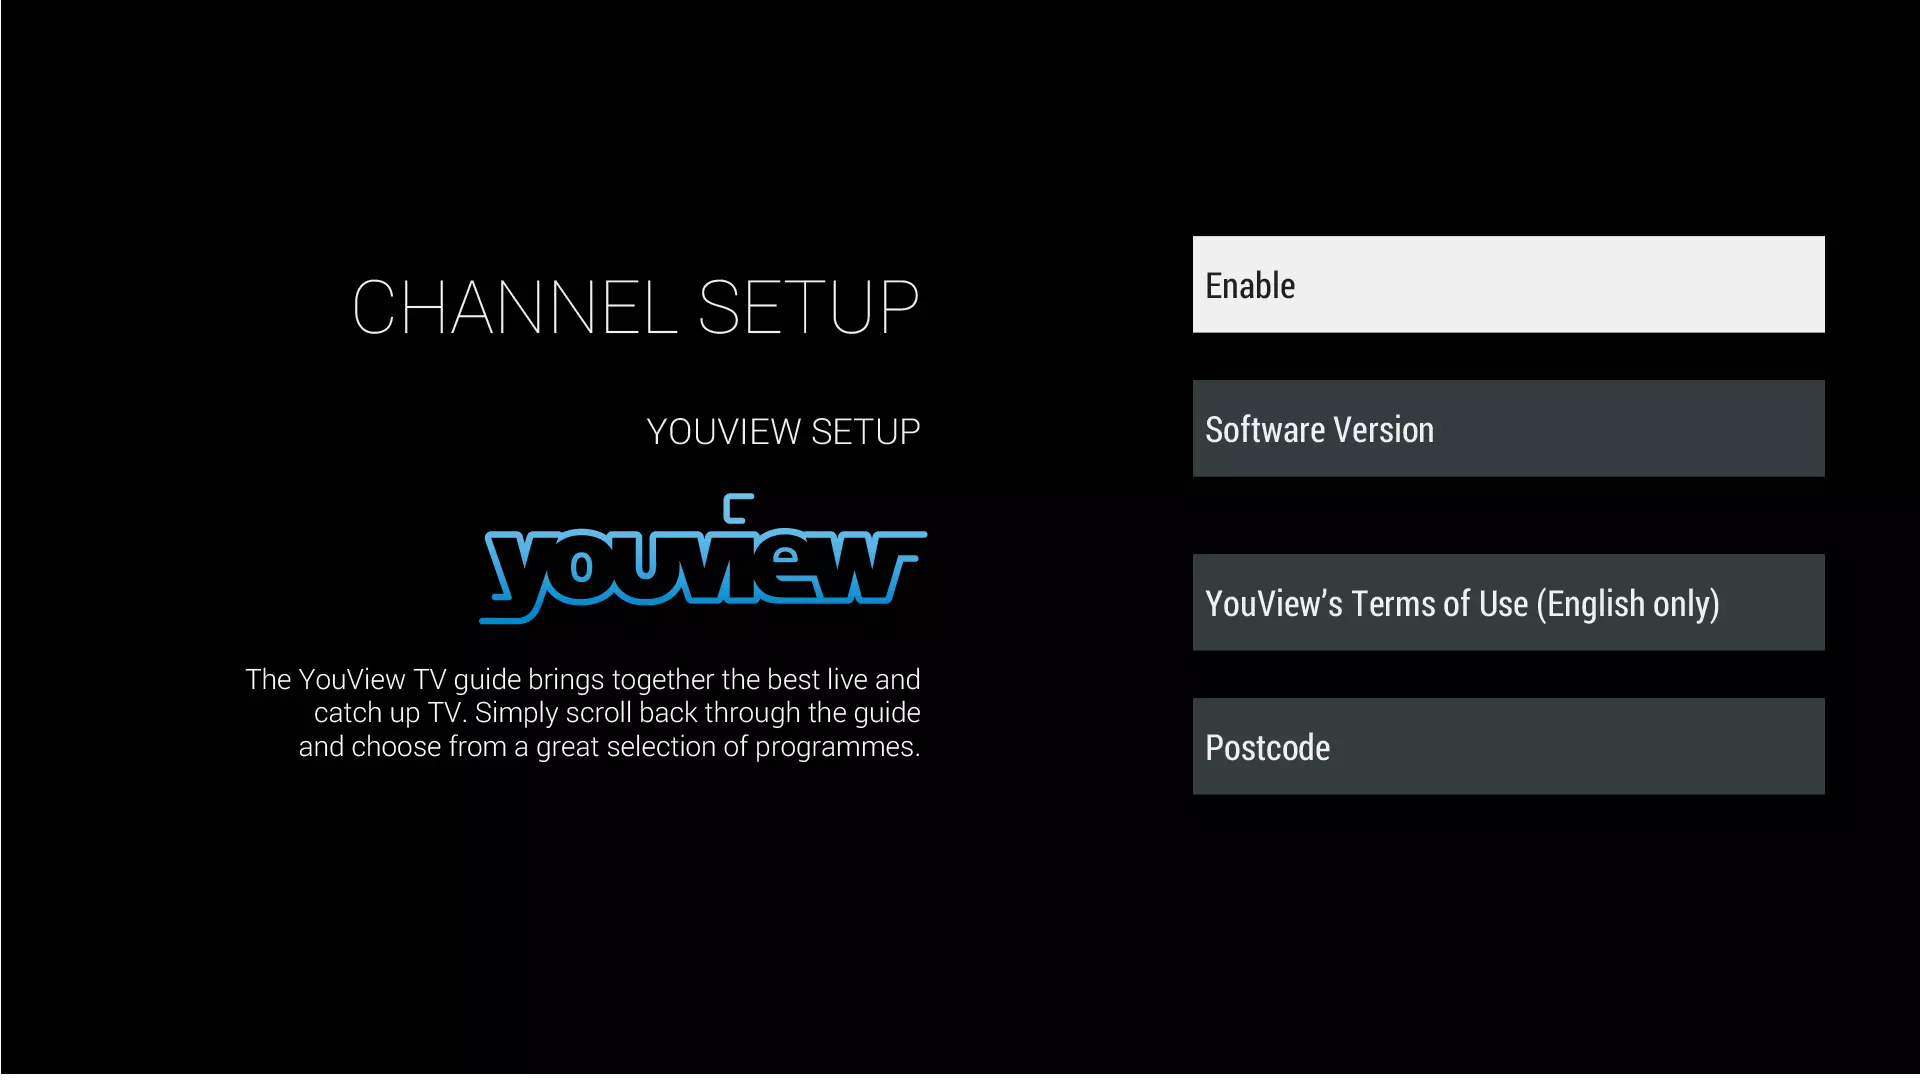 CHANNEL SETUP
YOUVIEW SETUP
youview
The YouView TV guide brings together the best live and
catch up TV. Simply scroll back through the guide
and choose from a great selection of programmes.
Enable
Software Version
YouView’s Terms of Use (English only)
Postcode